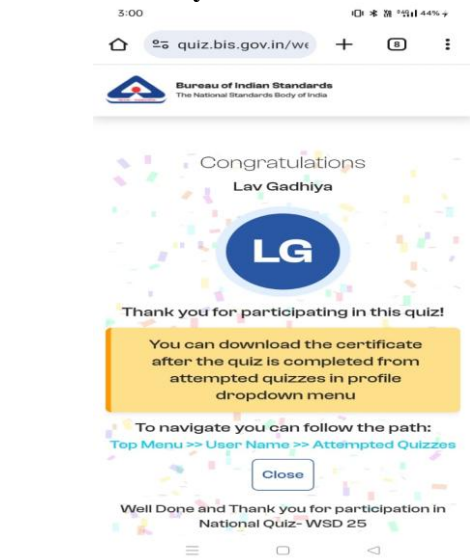 3:00
44%
quiz.bis.gov.in/we
8
Bureau of Indian Standards
The National Standards Body of India
Congratulations
Lav Gadhiya
LG
Thank you for participating in this quiz!
You can download the certificate
after the quiz is completed from
attempted quizzes in profile
dropdown menu
To navigate you can follow the path:
Top Menu >> User Name >> Attempted Quizzes
Close
Well Done and Thank you for participation in
National Quiz- WSD 25